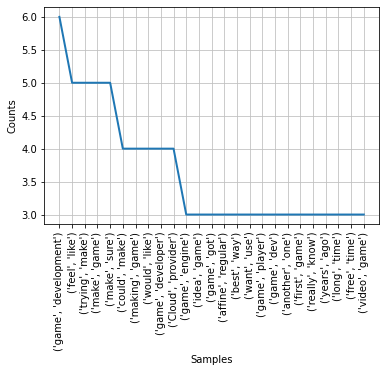 6.0
5.5
5.0
4.5
4.0
3.5
3.0
Counts
('game', 'development')
('feel', 'like')
('trying', 'make')
('make', 'game')
('make', 'sure')
('could', 'make')
('making', 'game')
('would', 'like')
('game', 'developer')
('Cloud', 'provider')
('game', 'engine')
('idea', 'game')
('game', 'got')
('affine', 'regular')
('best', 'way')
('want', 'use')
('game', 'player')
('game', 'dev')
('another', 'one')
('first', 'game')
('really', 'know')
('years', 'ago')
('long', 'time')
('free', 'time')
('video', 'game')
Samples